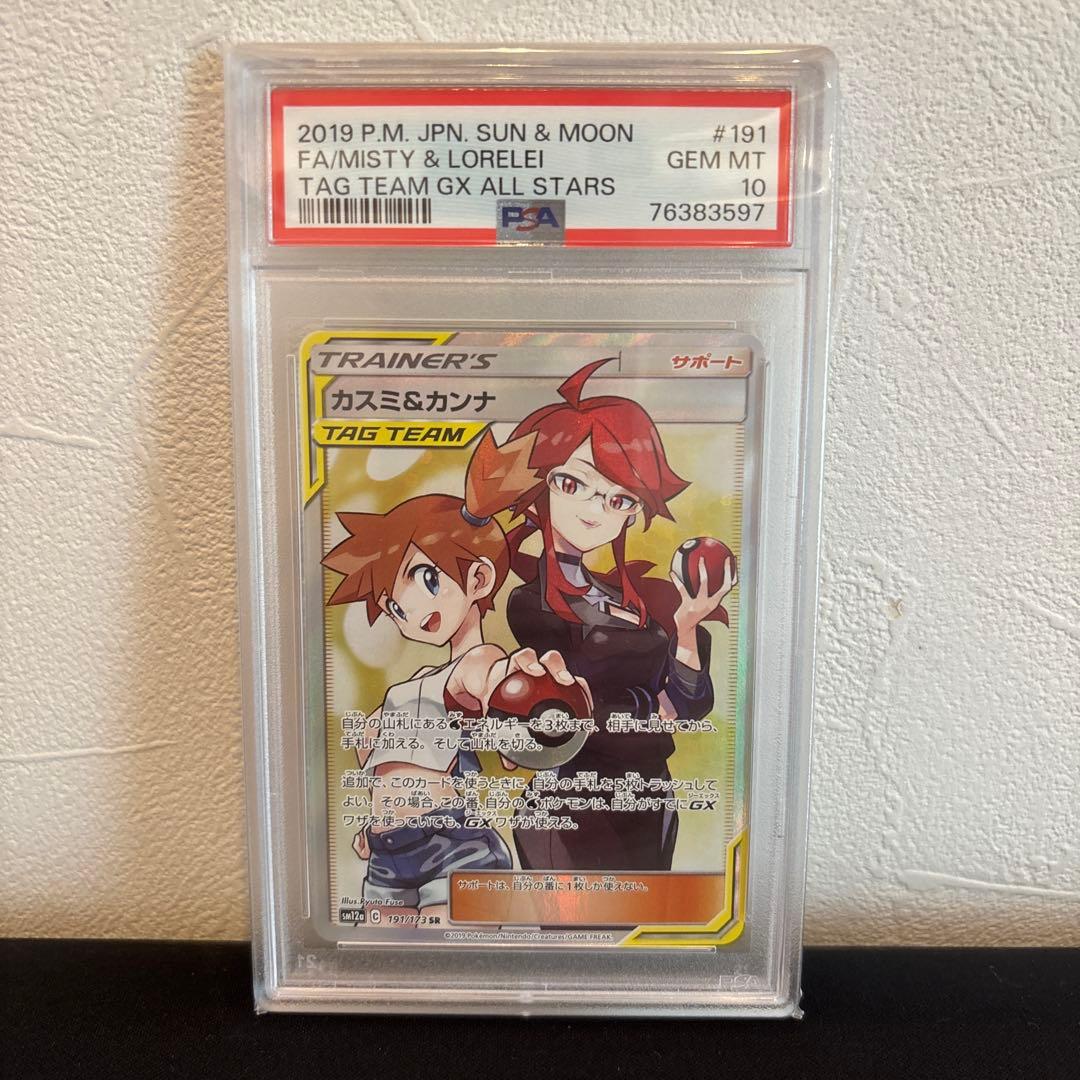 2019 P.M. JPN. SUN & MOON #191
FA/MISTY & LORELEI GEM MT
TAG TEAM GX ALL STARS 10
PSA 76383597
TRAINER'S サポート
カスミ&カンナ
TAG TEAM
自分の山札にあるエネルギーを3枚まで、相手に見せてから、
手札に加える。そして山札を切る。
追加で、このカードを使うときに、自分の手札を5枚トラッシュして
よい。その場合、この番、自分のポケモンは、自分がすでにGX
ワザを使っていても、GXワザが使える。
サポートは、自分の番に1枚しか使えない。
Illus.Ryuta Fuse
sm12a C 191/173 SR
©2019 Pokémon/Nintendo/Creatures/GAME FREAK.